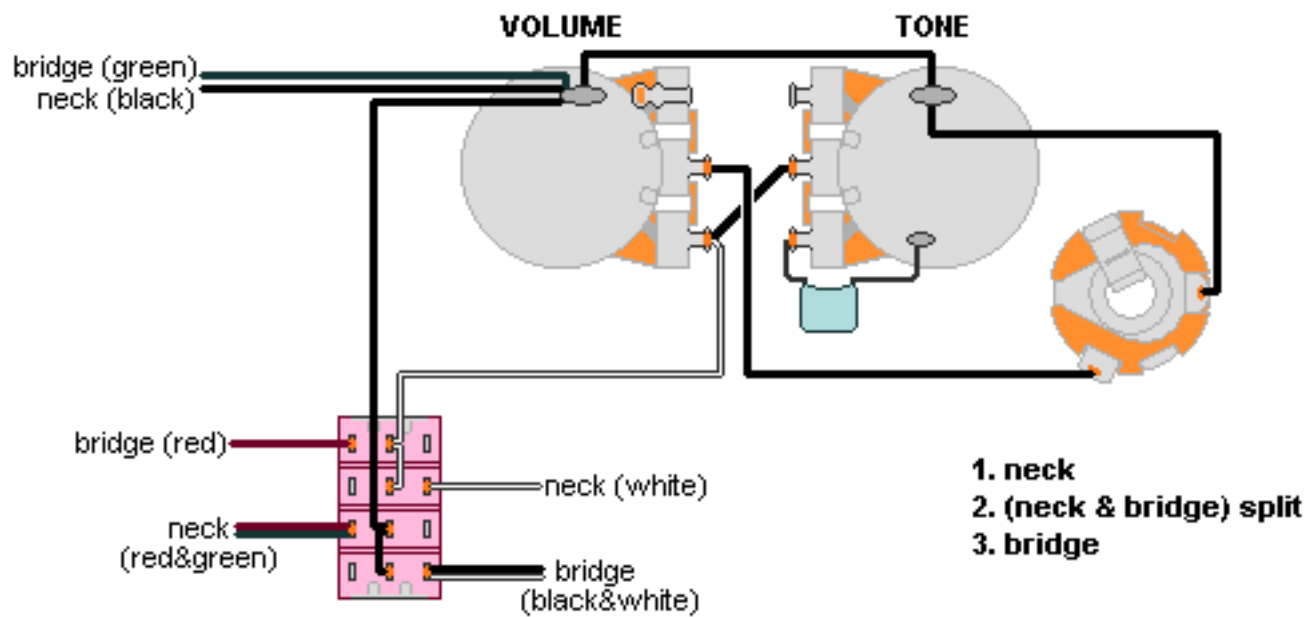 VOLUME
TONE
bridge (green)
neck (black)
bridge (red)
neck (white)
neck
(red&green)
bridge
(black&white)
1. neck
2. (neck & bridge) split
3. bridge